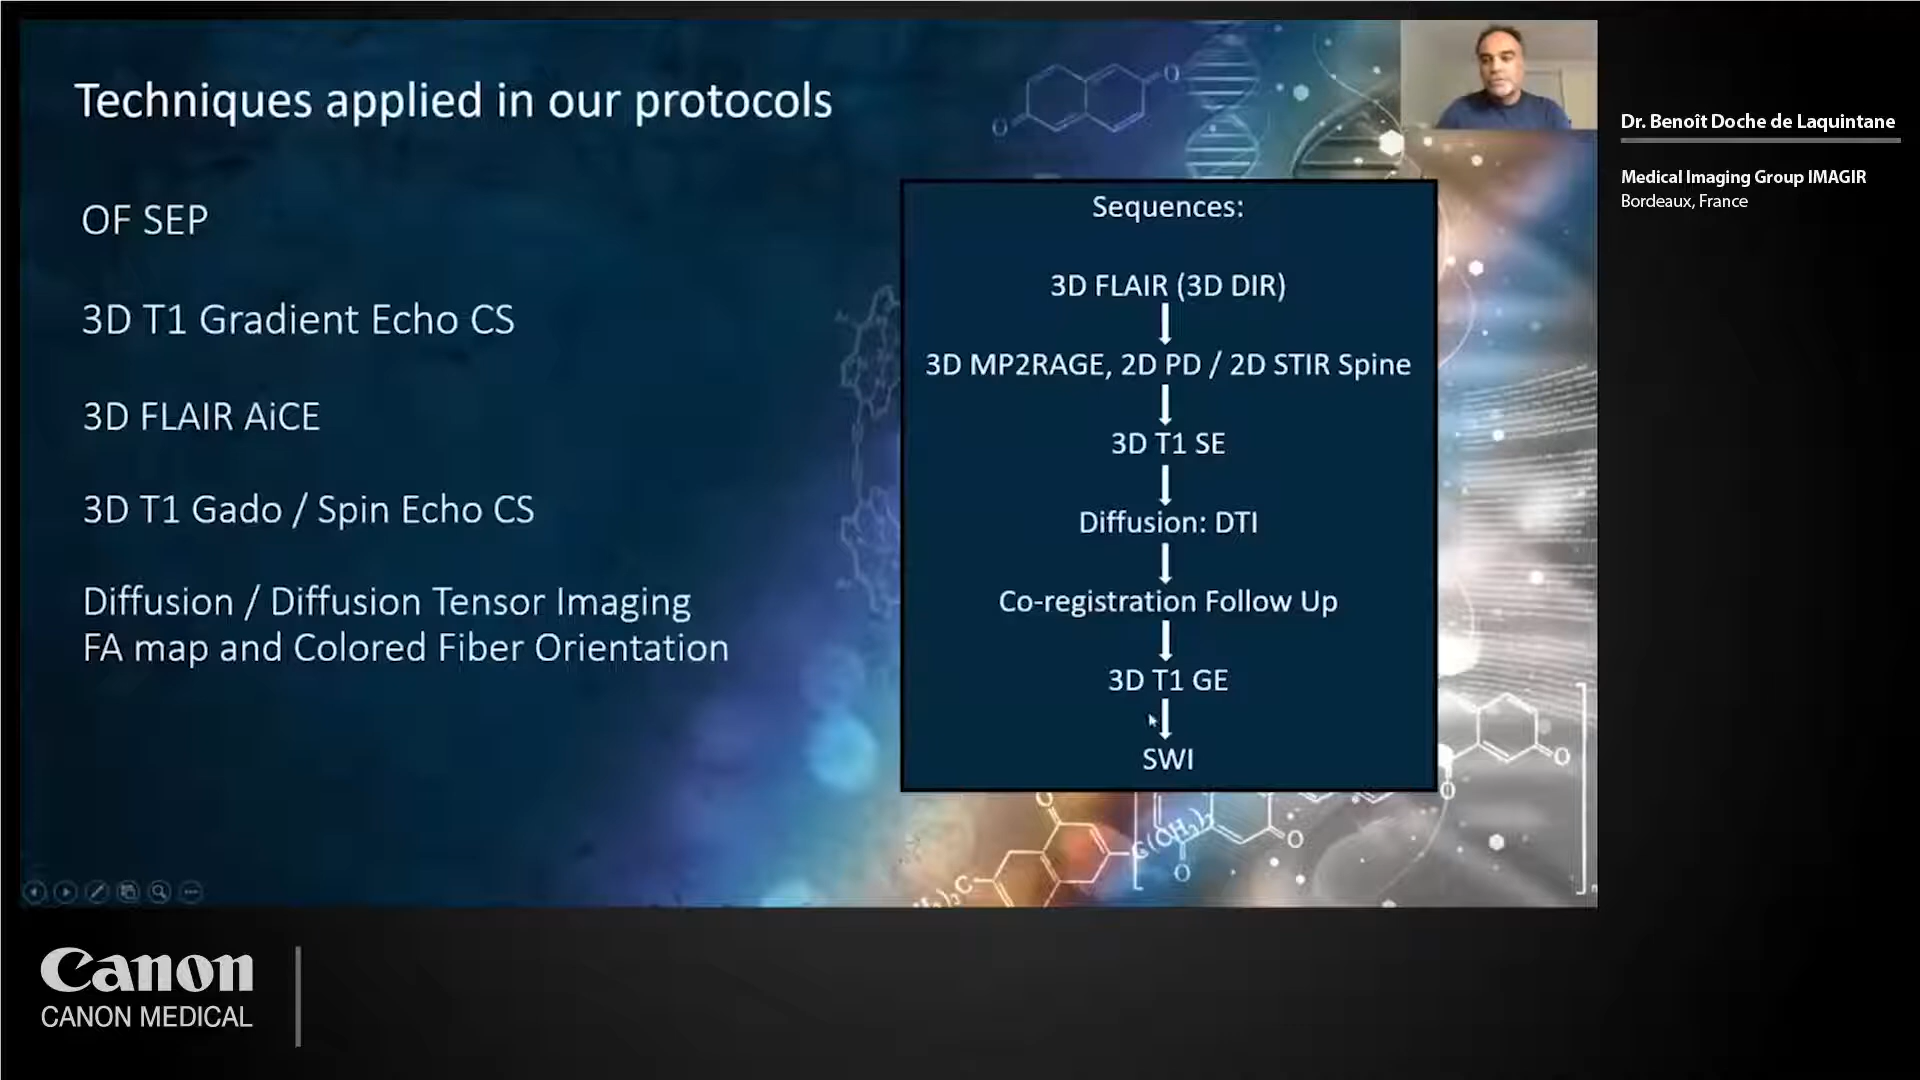 Techniques applied in our protocols
OF SEP
3D T1 Gradient Echo CS
3D FLAIR AiCE
3D T1 Gado / Spin Echo CS
Diffusion / Diffusion Tensor Imaging
FA map and Colored Fiber Orientation
Sequences:
3D FLAIR (3D DIR)
3D MP2RAGE, 2D PD / 2D STIR Spine
3D T1 SE
Diffusion: DTI
Co-registration Follow Up
3D T1 GE
SWI
Dr. Benoît Doche de Laquintane
Medical Imaging Group IMAGIR
Bordeaux, France
Canon
CANON MEDICAL